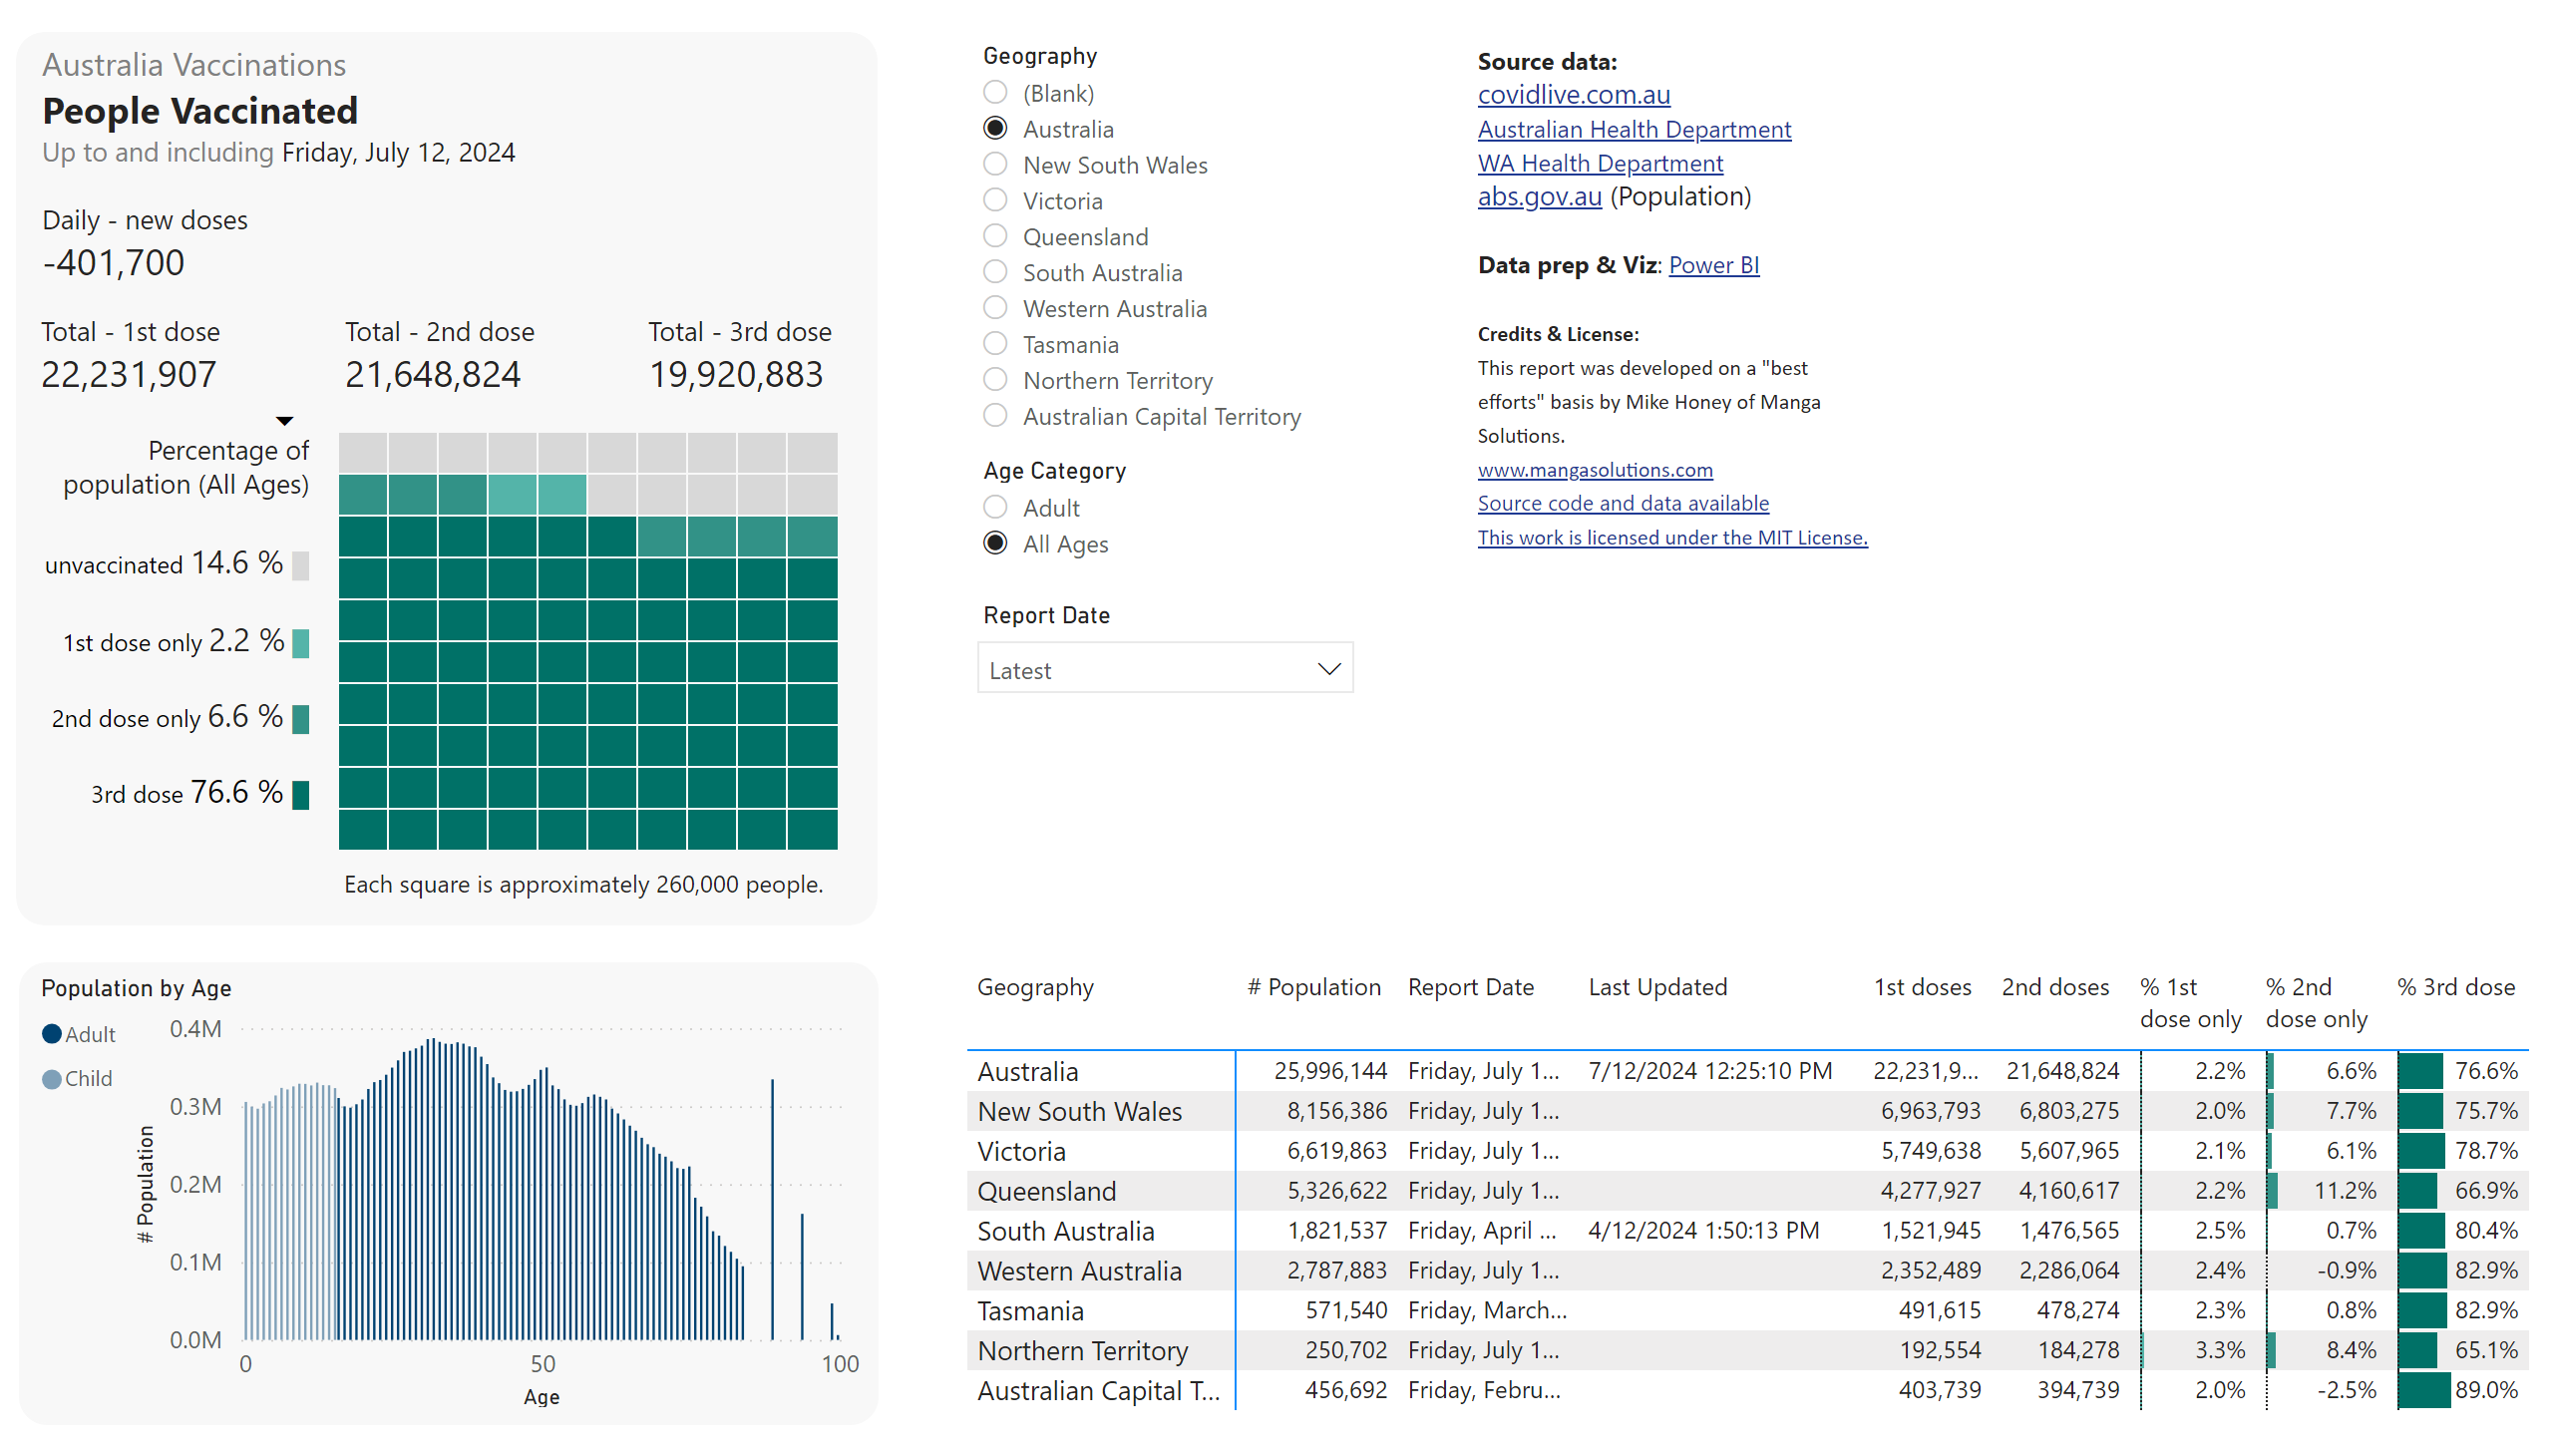 Australia Vaccinations
People Vaccinated
Up to and including Friday, July 12, 2024
Daily - new doses
-401,700
Total - 1st dose Total - 2nd dose Total - 3rd dose
22,231,907 21,648,824 19,920,883
Percentage of
population (All Ages)
unvaccinated 14.6 %
1st dose only 2.2 %
2nd dose only 6.6 %
3rd dose 76.6 %
Each square is approximately 260,000 people.
Geography
(Blank)
Australia
New South Wales
Victoria
Queensland
South Australia
Western Australia
Tasmania
Northern Territory
Australian Capital Territory
Age Category
Adult
All Ages
Report Date
Latest
Source data:
covidlive.com.au
Australian Health Department
WA Health Department
abs.gov.au (Population)
Data prep & Viz: Power BI
Credits & License:
This report was developed on a "best
efforts" basis by Mike Honey of Manga
Solutions.
www.mangasolutions.com
Source code and data available
This work is licensed under the MIT License.
Population by Age
Adult
Child
# Population
0.4M
0.3M
0.2M
0.1M
0.0M
0 50 100
Age
Geography # Population Report Date Last Updated 1st doses 2nd doses % 1st dose only % 2nd dose only % 3rd dose
Australia 25,996,144 Friday, July 1... 7/12/2024 12:25:10 PM 22,231,9... 21,648,824 2.2% 6.6% 76.6%
New South Wales 8,156,386 Friday, July 1... 6,963,793 6,803,275 2.0% 7.7% 75.7%
Victoria 6,619,863 Friday, July 1... 5,749,638 5,607,965 2.1% 6.1% 78.7%
Queensland 5,326,622 Friday, July 1... 4,277,927 4,160,617 2.2% 11.2% 66.9%
South Australia 1,821,537 Friday, April ... 4/12/2024 1:50:13 PM 1,521,945 1,476,565 2.5% 0.7% 80.4%
Western Australia 2,787,883 Friday, July 1... 2,352,489 2,286,064 2.4% -0.9% 82.9%
Tasmania 571,540 Friday, March... 491,615 478,274 2.3% 0.8% 82.9%
Northern Territory 250,702 Friday, July 1... 192,554 184,278 3.3% 8.4% 65.1%
Australian Capital T... 456,692 Friday, Febru... 403,739 394,739 2.0% -2.5% 89.0%